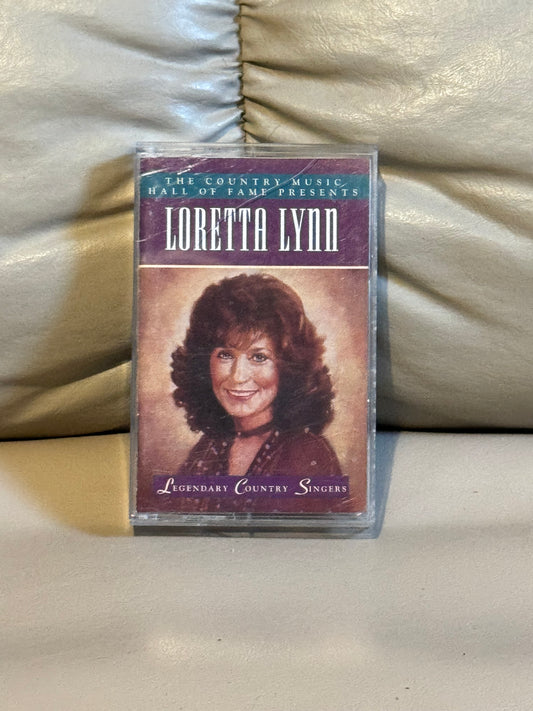 THE COUNTRY MUSIC
HALL OF FAME PRESENTS
LORETTA LYNN
LEGENDARY COUNTRY SINGERS